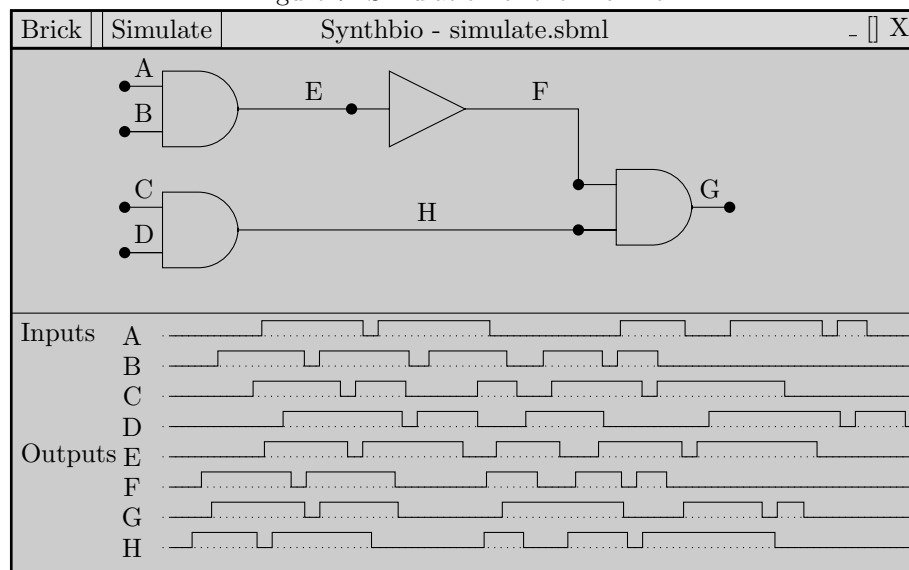 Brick Simulate Synthbio - simulate.sbml _ [] X
A
E F
B
C G
H
D
Inputs A
B
C
D
Outputs E
F
G
H